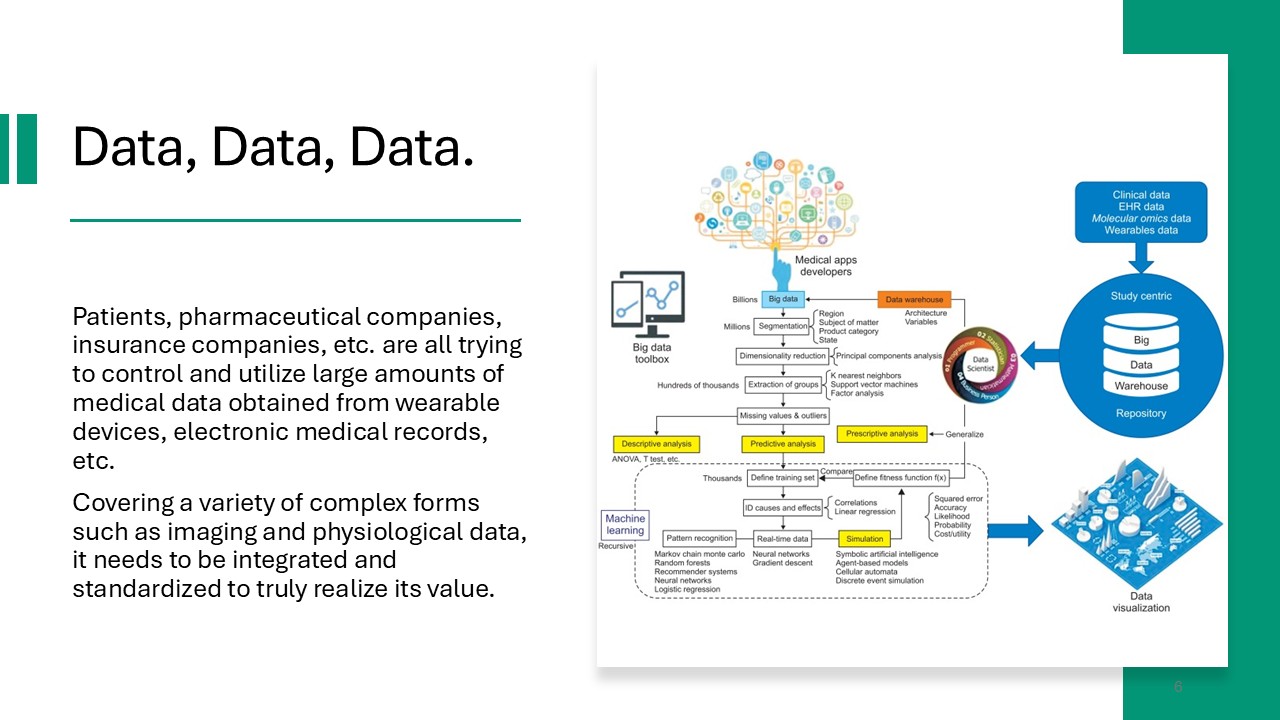 Data, Data, Data.
Patients, pharmaceutical companies,
insurance companies, etc. are all trying
to control and utilize large amounts of
medical data obtained from wearable
devices, electronic medical records,
etc.
Covering a variety of complex forms
such as imaging and physiological data,
it needs to be integrated and
standardized to truly realize its value.
Medical apps
developers
Big data
toolbox
Billions
Big data
Data warehouse
Architecture
Variables
Millions
Segmentation
Region
Subject of matter
Product category
State
Dimensionality reduction
Principal components analysis
Hundreds of thousands
Extraction of groups
K nearest neighbors
Support vector machines
Factor analysis
Missing values & outliers
Descriptive analysis
Predictive analysis
Prescriptive analysis
Generalize
ANOVA, T test, etc.
Thousands
Define training set
Compare
Define fitness function f(x)
ID causes and effects
Correlations
Linear regression
Squared error
Accuracy
Likelihood
Probability
Cost/utility
Machine
learning
Recursive
Pattern recognition
Real-time data
Simulation
Markov chain monte carlo
Random forests
Recommender systems
Neural networks
Logistic regression
Neural networks
Gradient descent
Symbolic artificial intelligence
Agent-based models
Cellular automata
Discrete event simulation
01 Programmer
02 Statistician
03 Mathematician
04 Business Person
Data
Scientist
Clinical data
EHR data
Molecular omics data
Wearables data
Study centric
Big
Data
Warehouse
Repository
Data
visualization
6